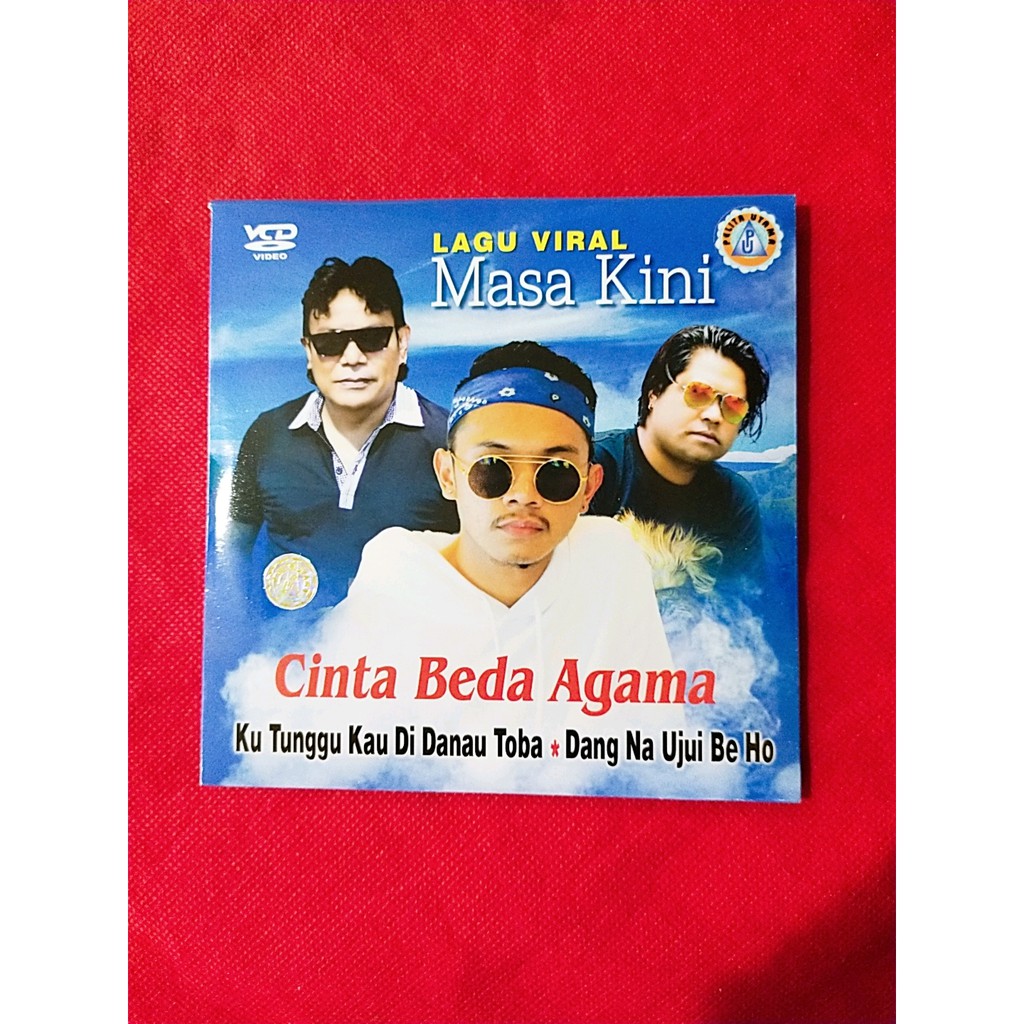 VCD
VIDEO
LAGU VIRAL
Masa Kini
PELITA UTAMA
PU
Cinta Beda Agama
Ku Tunggu Kau Di Danau Toba * Dang Na Ujui Be Ho